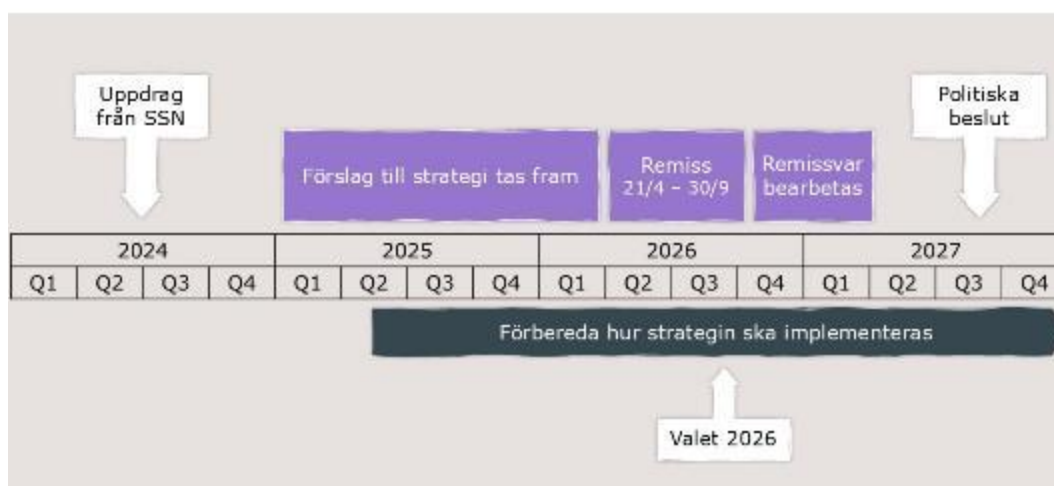 Uppdrag
från SSN
Politiska
beslut
Förslag till strategi tas fram
Remiss
21/4 – 30/9
Remissvar
bearbetas
2024 2025 2026 2027
Q1 Q2 Q3 Q4 Q1 Q2 Q3 Q4 Q1 Q2 Q3 Q4 Q1 Q2 Q3 Q4
Förbereda hur strategin ska implementeras
Valet 2026